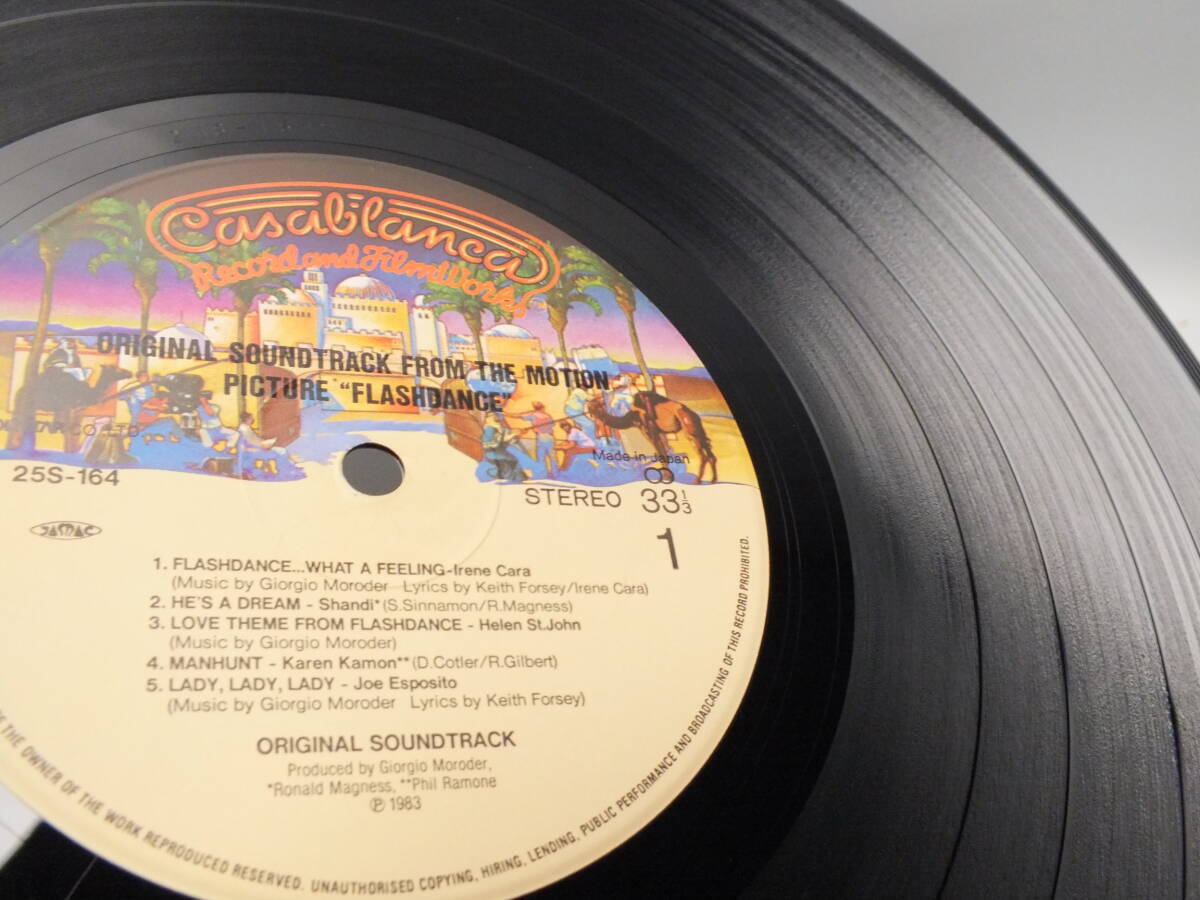 Casablanca
Record and FilmWorks
ORIGINAL SOUNDTRACK FROM THE MOTION
PICTURE "FLASHDANCE"
Made in Japan
25S-164
STEREO 33⅓
JASRAC
1
1. FLASHDANCE...WHAT A FEELING-Irene Cara
(Music by Giorgio Moroder Lyrics by Keith Forsey/Irene Cara)
2. HE'S A DREAM - Shandi* (S.Sinnamon/R.Magness)
3. LOVE THEME FROM FLASHDANCE - Helen St.John
(Music by Giorgio Moroder)
4. MANHUNT - Karen Kamon** (D.Cotler/R.Gilbert)
5. LADY, LADY, LADY - Joe Esposito
(Music by Giorgio Moroder Lyrics by Keith Forsey)
ORIGINAL SOUNDTRACK
Produced by Giorgio Moroder,
*Ronald Magness, **Phil Ramone
℗ 1983
THE OWNER OF THE WORK REPRODUCED RESERVED. UNAUTHORISED COPYING, HIRING, LENDING, PUBLIC PERFORMANCE AND BROADCASTING OF THIS RECORD PROHIBITED.